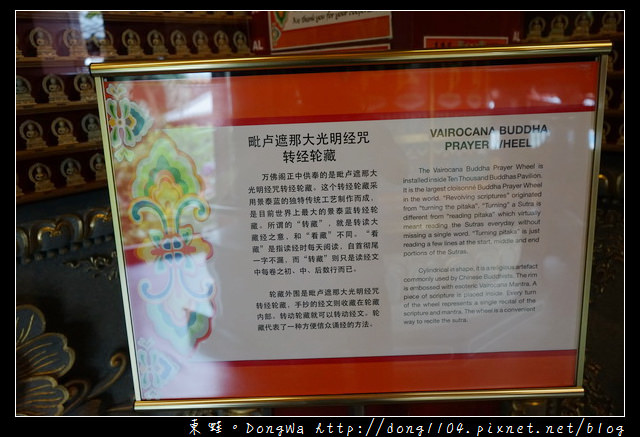 No thank you for your
AL
毗卢遮那大光明经咒
转经轮藏
万佛阁正中供奉的是毗卢遮那大
光明经咒转经轮藏。这个转经轮藏采
用景泰蓝的独特传统工艺制作而成，
是目前世界上最大的景泰蓝转经轮
藏。所谓的“转藏”，就是转读大
藏经之意，和“看藏”不同。“看
藏”是指读经时每天阅读，自首彻尾
一字不漏，而“转藏”则只是读经文
中每卷之初、中、后数行而已。
轮藏外围是毗卢遮那大光明经咒
转经轮藏，手抄的经文则收藏在轮藏
内部。转动轮藏就可以转动经文。轮
藏代表了一种方便信众诵经的方法。
VAIROCANA BUDDHA
PRAYER WHEEL
The Vairocana Buddha Prayer Wheel is
installed inside Ten Thousand Buddhas Pavilion.
It is the largest cloisonne Buddha Prayer Wheel
in the world. "Revolving scriptures" originated
from "turning the pitaka". "Turning" a Sutra is
different from "reading pitaka" which virtually
meant reading the Sutras everyday without
missing a single word. "Turning pitaka" is just
reading a few lines at the start, middle and end
portions of the Sutras.
Cylindrical in shape, it is a religious artefact
commonly used by Chinese Buddhists. The rim
is embossed with esoteric Vairocana Mantra. A
piece of scripture is placed inside. Every turn
of the wheel represents a single recital of the
scripture and mantra. The wheel is a convenient
way to recite the sutra.
東蛙。DongWa http://dong1104.pixnet.net/blog